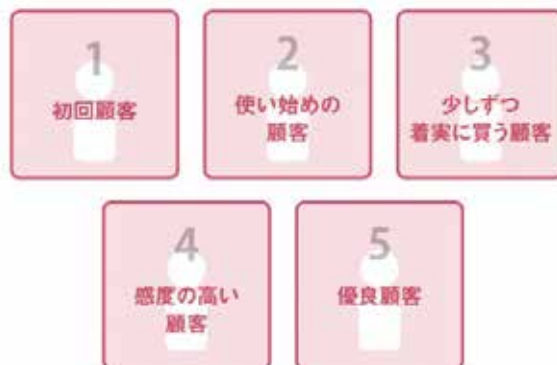 1
初回顧客
2
使い始めの
顧客
3
少しずつ
着実に買う顧客
4
感度の高い
顧客
5
優良顧客